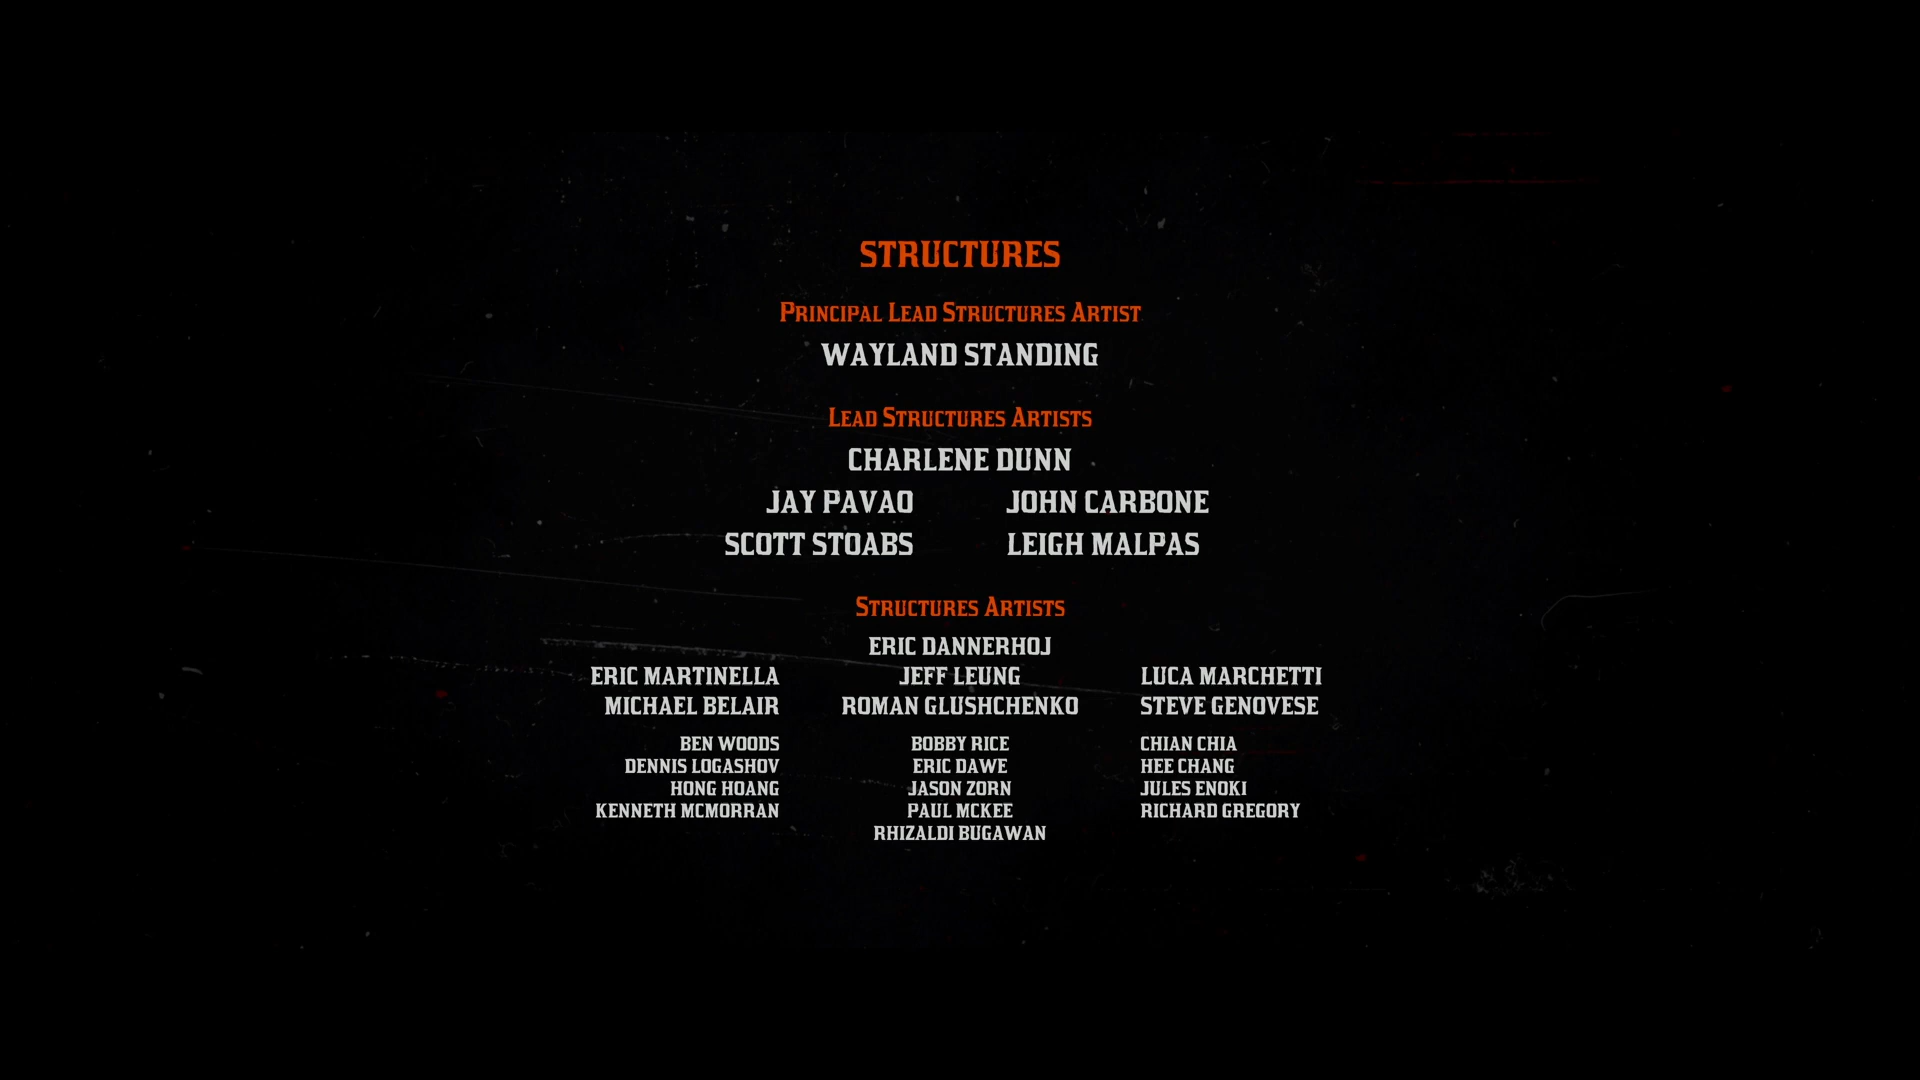 STRUCTURES
PRINCIPAL LEAD STRUCTURES ARTIST
WAYLAND STANDING
LEAD STRUCTURES ARTISTS
CHARLENE DUNN
JAY PAVAO JOHN CARBONE
SCOTT STOABS LEIGH MALPAS
STRUCTURES ARTISTS
ERIC DANNERHOJ
ERIC MARTINELLA JEFF LEUNG LUCA MARCHETTI
MICHAEL BELAIR ROMAN GLUSHCHENKO STEVE GENOVESE
BEN WOODS BOBBY RICE CHIAN CHIA
DENNIS LOGASHOV ERIC DAWE HEE CHANG
HONG HOANG JASON ZORN JULES ENOKI
KENNETH MCMORRAN PAUL MCKEE RICHARD GREGORY
RHIZALDI BUGAWAN